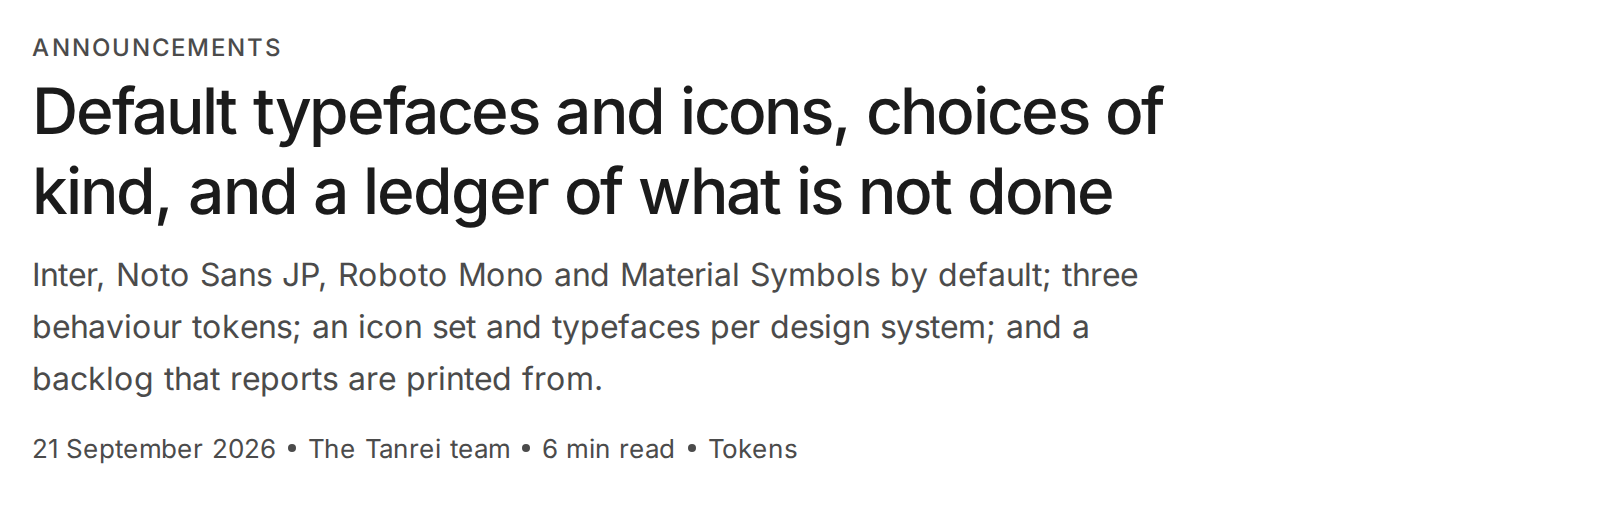 ANNOUNCEMENTS
Default typefaces and icons, choices of
kind, and a ledger of what is not done
Inter, Noto Sans JP, Roboto Mono and Material Symbols by default; three
behaviour tokens; an icon set and typefaces per design system; and a
backlog that reports are printed from.
21 September 2026 • The Tanrei team • 6 min read • Tokens